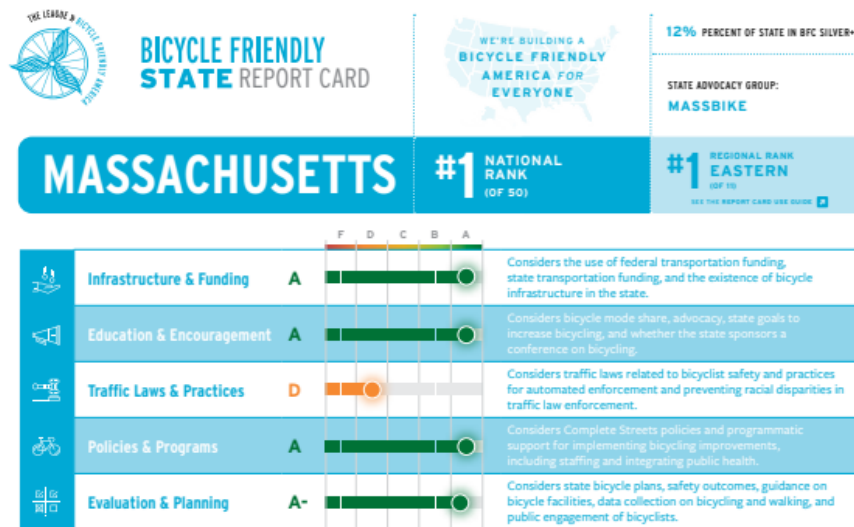 THE LEAGUE OF BICYCLE FRIENDLY AMERICA
BICYCLE FRIENDLY
STATE REPORT CARD
WE'RE BUILDING A
BICYCLE FRIENDLY
AMERICA FOR
EVERYONE
12% PERCENT OF STATE IN BFC SILVER+
STATE ADVOCACY GROUP:
MASSBIKE
MASSACHUSETTS
#1 NATIONAL
RANK
(OF 50)
#1 REGIONAL RANK
EASTERN
(OF 11)
SEE THE REPORT CARD USE GUIDE
F D C B A
Infrastructure & Funding A
Considers the use of federal transportation funding,
state transportation funding, and the existence of bicycle
infrastructure in the state.
Education & Encouragement A
Considers bicycle mode share, advocacy, state goals to
increase bicycling, and whether the state sponsors a
conference on bicycling.
Traffic Laws & Practices D
Considers traffic laws related to bicyclist safety and practices
for automated enforcement and preventing racial disparities in
traffic law enforcement.
Policies & Programs A
Considers Complete Streets policies and programmatic
support for implementing bicycling improvements,
including staffing and integrating public health.
Evaluation & Planning A-
Considers state bicycle plans, safety outcomes, guidance on
bicycle facilities, data collection on bicycling and walking, and
public engagement of bicyclists.